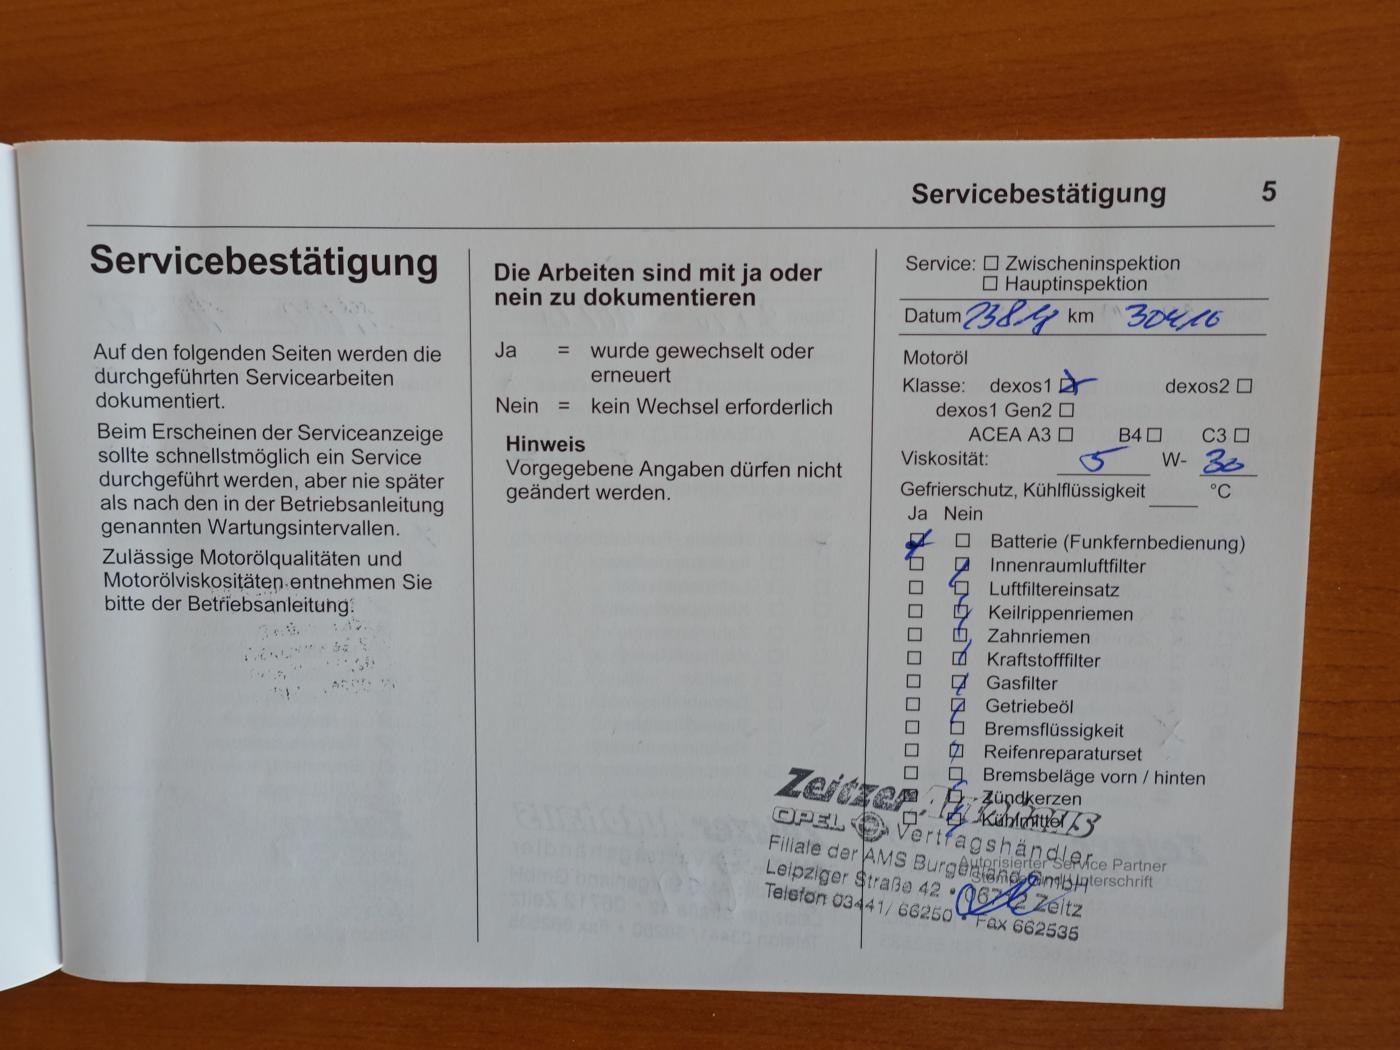 Servicebestätigung 5
Servicebestätigung
Auf den folgenden Seiten werden die
durchgeführten Servicearbeiten
dokumentiert.
Beim Erscheinen der Serviceanzeige
sollte schnellstmöglich ein Service
durchgeführt werden, aber nie später
als nach den in der Betriebsanleitung
genannten Wartungsintervallen.
Zulässige Motorölqualitäten und
Motorölviskositäten entnehmen Sie
bitte der Betriebsanleitung.
Die Arbeiten sind mit ja oder
nein zu dokumentieren
Ja = wurde gewechselt oder
erneuert
Nein = kein Wechsel erforderlich
Hinweis
Vorgegebene Angaben dürfen nicht
geändert werden.
Service: ☐ Zwischeninspektion
☐ Hauptinspektion
Datum km 30416
Motoröl
Klasse: dexos1 ☒ dexos2 ☐
dexos1 Gen2 ☐
ACEA A3 ☐ B4 ☐ C3 ☐
Viskosität: 5 W- 30
Gefrierschutz, Kühlflüssigkeit °C
Ja Nein
Batterie (Funkfernbedienung)
Innenraumluftfilter
Luftfiltereinsatz
Keilrippenriemen
Zahnriemen
Kraftstofffilter
Gasfilter
Getriebeöl
Bremsflüssigkeit
Reifenreparaturset
Bremsbeläge vorn / hinten
Zündkerzen
Kühlmittel
Autorisierter Service Partner
Stempel und Unterschrift
Zeitzer Autohaus
OPEL Vertragshändler
Filiale der AMS Burgenland GmbH
Leipziger Straße 42 • 06712 Zeitz
Telefon 03441/ 66250 • Fax 662535